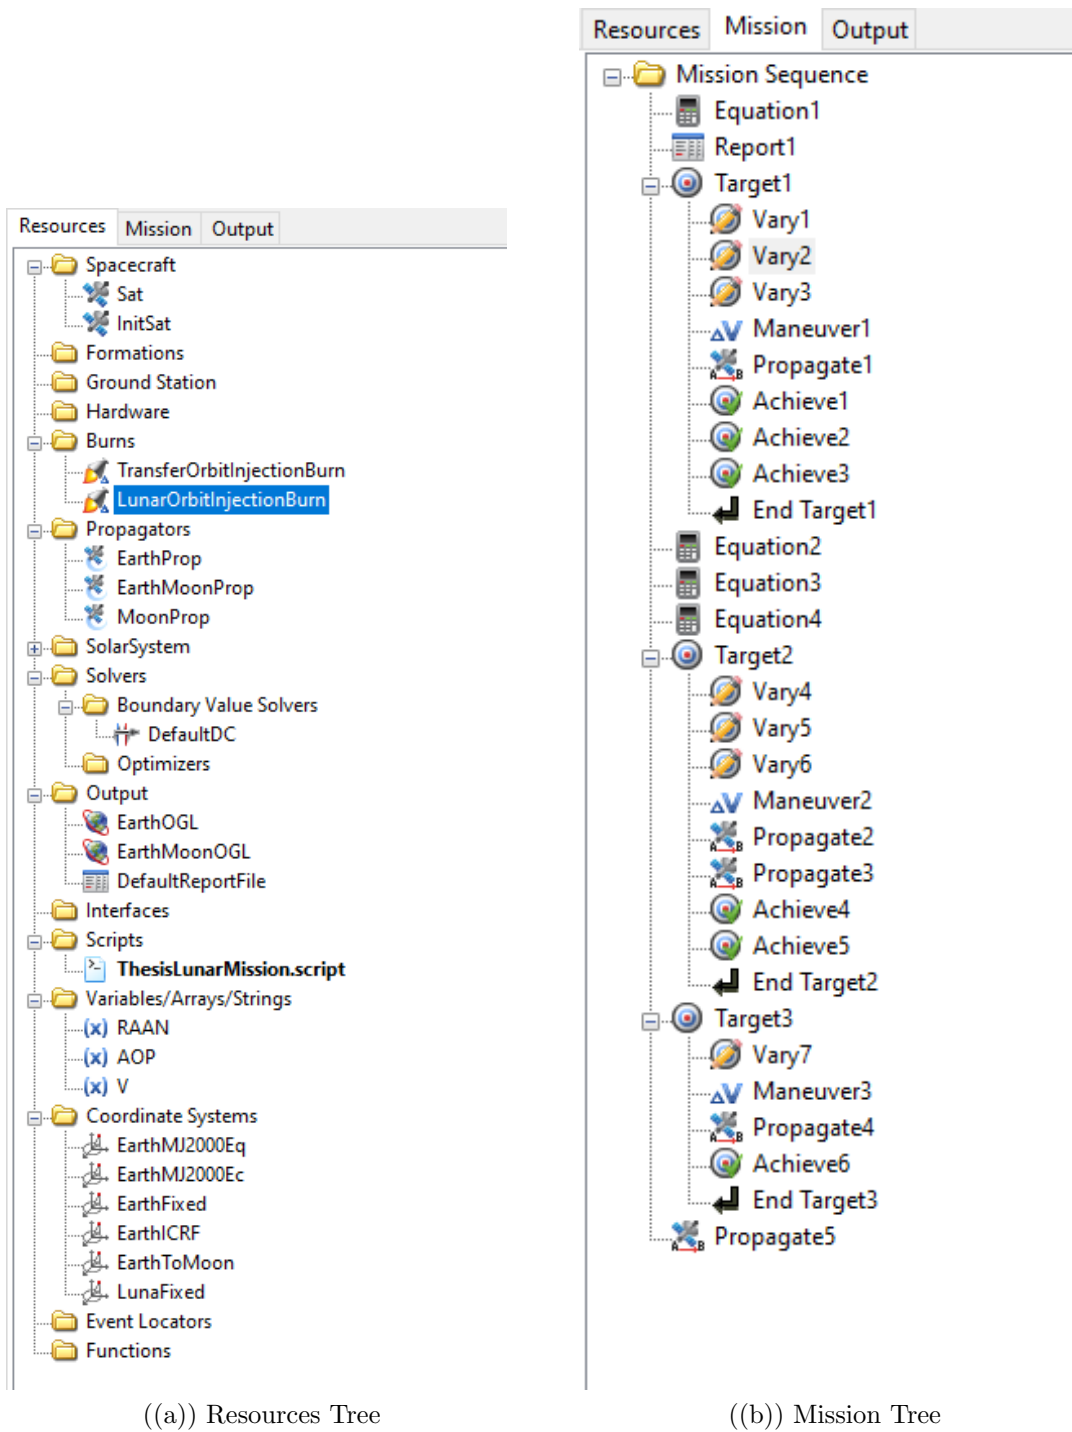 Resources Mission Output
Spacecraft
Sat
InitSat
Formations
Ground Station
Hardware
Burns
TransferOrbitInjectionBurn
LunarOrbitInjectionBurn
Propagators
EarthProp
EarthMoonProp
MoonProp
SolarSystem
Solvers
Boundary Value Solvers
DefaultDC
Optimizers
Output
EarthOGL
EarthMoonOGL
DefaultReportFile
Interfaces
Scripts
ThesisLunarMission.script
Variables/Arrays/Strings
(x) RAAN
(x) AOP
(x) V
Coordinate Systems
EarthMJ2000Eq
EarthMJ2000Ec
EarthFixed
EarthICRF
EarthToMoon
LunaFixed
Event Locators
Functions
((a)) Resources Tree
Resources Mission Output
Mission Sequence
Equation1
Report1
Target1
Vary1
Vary2
Vary3
ΔV Maneuver1
A B Propagate1
Achieve1
Achieve2
Achieve3
End Target1
Equation2
Equation3
Equation4
Target2
Vary4
Vary5
Vary6
ΔV Maneuver2
A B Propagate2
A B Propagate3
Achieve4
Achieve5
End Target2
Target3
Vary7
ΔV Maneuver3
A B Propagate4
Achieve6
End Target3
A B Propagate5
((b)) Mission Tree